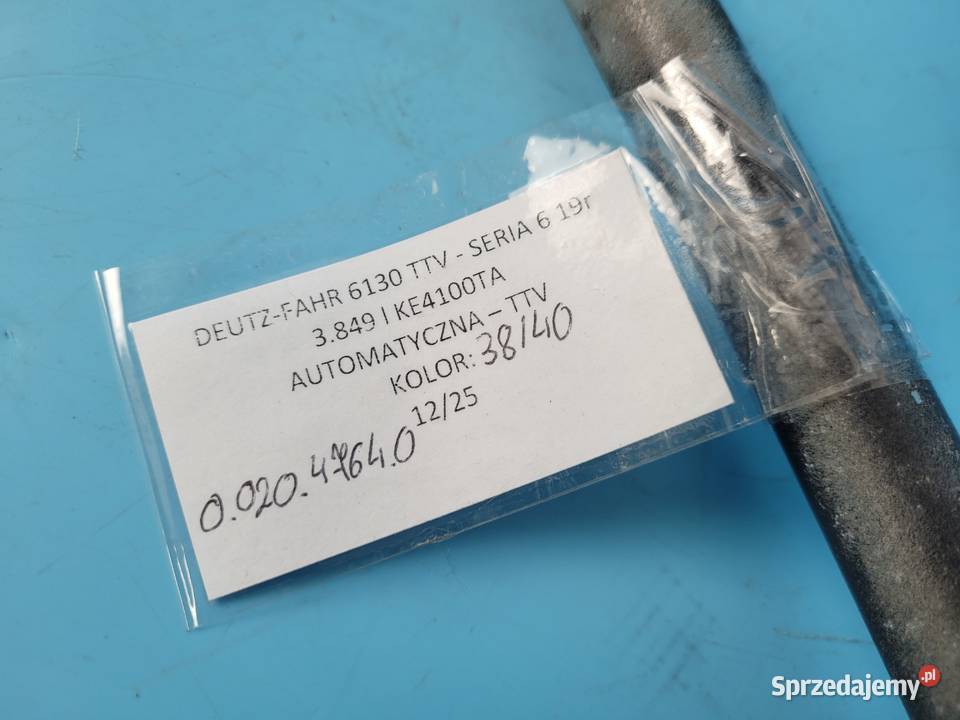 DEUTZ-FAHR 6130 TTV - SERIA 6 19r
3.849 l KE4100TA
AUTOMATYCZNA – TTV
KOLOR: 38/40
12/25
0.020.4764.0
Sprzedajemy.pl